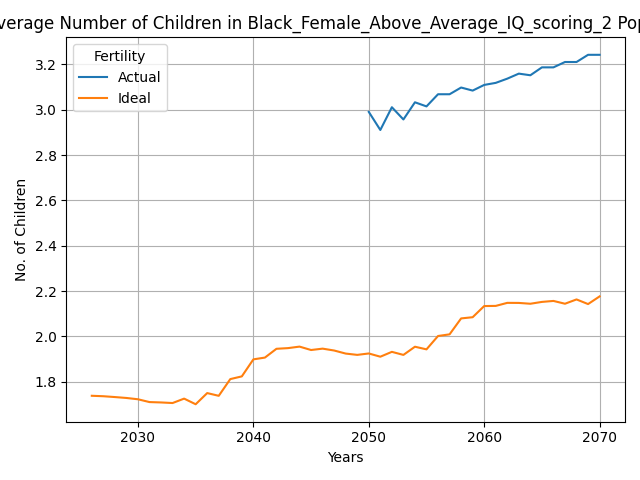 verage Number of Children in Black_Female_Above_Average_IQ_scoring_2 Pop
Fertility
Actual
Ideal
No. of Children
3.2
3.0
2.8
2.6
2.4
2.2
2.0
1.8
2030 2040 2050 2060 2070
Years